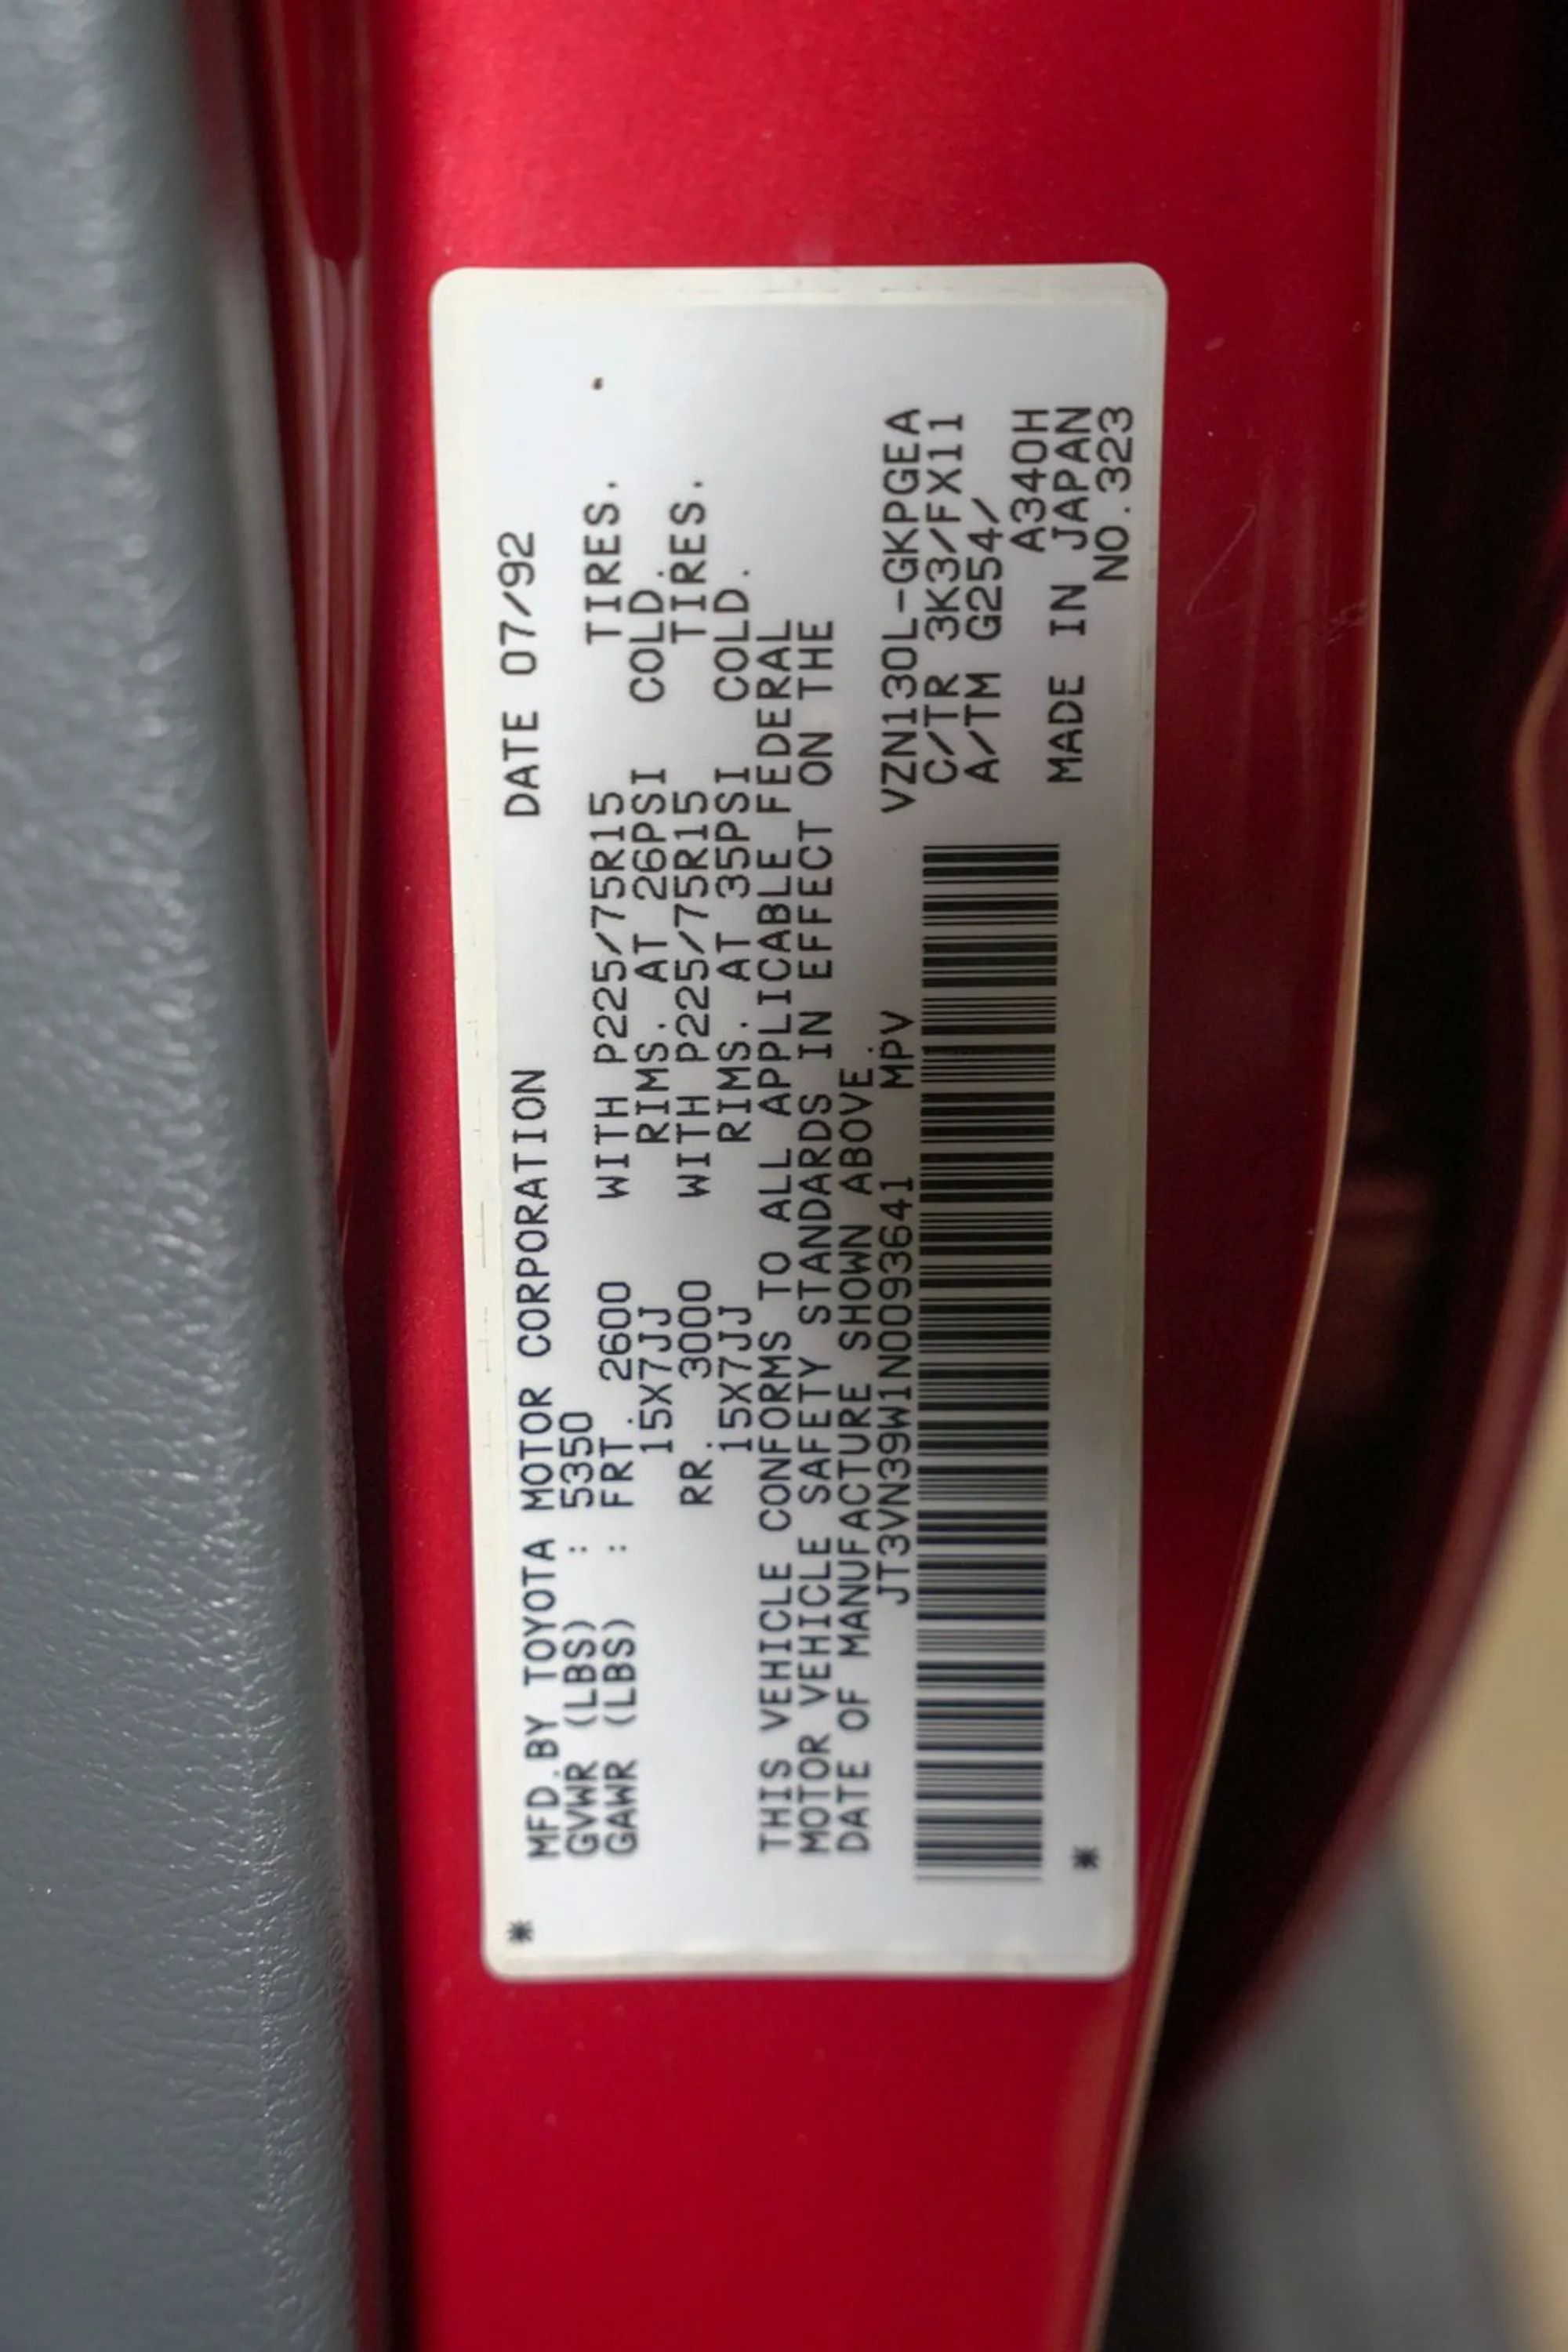 *
MFD.BY TOYOTA MOTOR CORPORATION DATE 07/92
GVWR (LBS) : 5350
GAWR (LBS) : FRT. 2600 WITH P225/75R15 TIRES.
15X7JJ RIMS. AT 26PSI COLD.
RR. 3000 WITH P225/75R15 TIRES.
15X7JJ RIMS. AT 35PSI COLD.
THIS VEHICLE CONFORMS TO ALL APPLICABLE FEDERAL
MOTOR VEHICLE SAFETY STANDARDS IN EFFECT ON THE
DATE OF MANUFACTURE SHOWN ABOVE.
JT3VN39W1N0093641 MPV VZN130L-GKPGEA
C/TR 3K3/FX11
A/TM G254/
A340H
* MADE IN JAPAN
NO.323